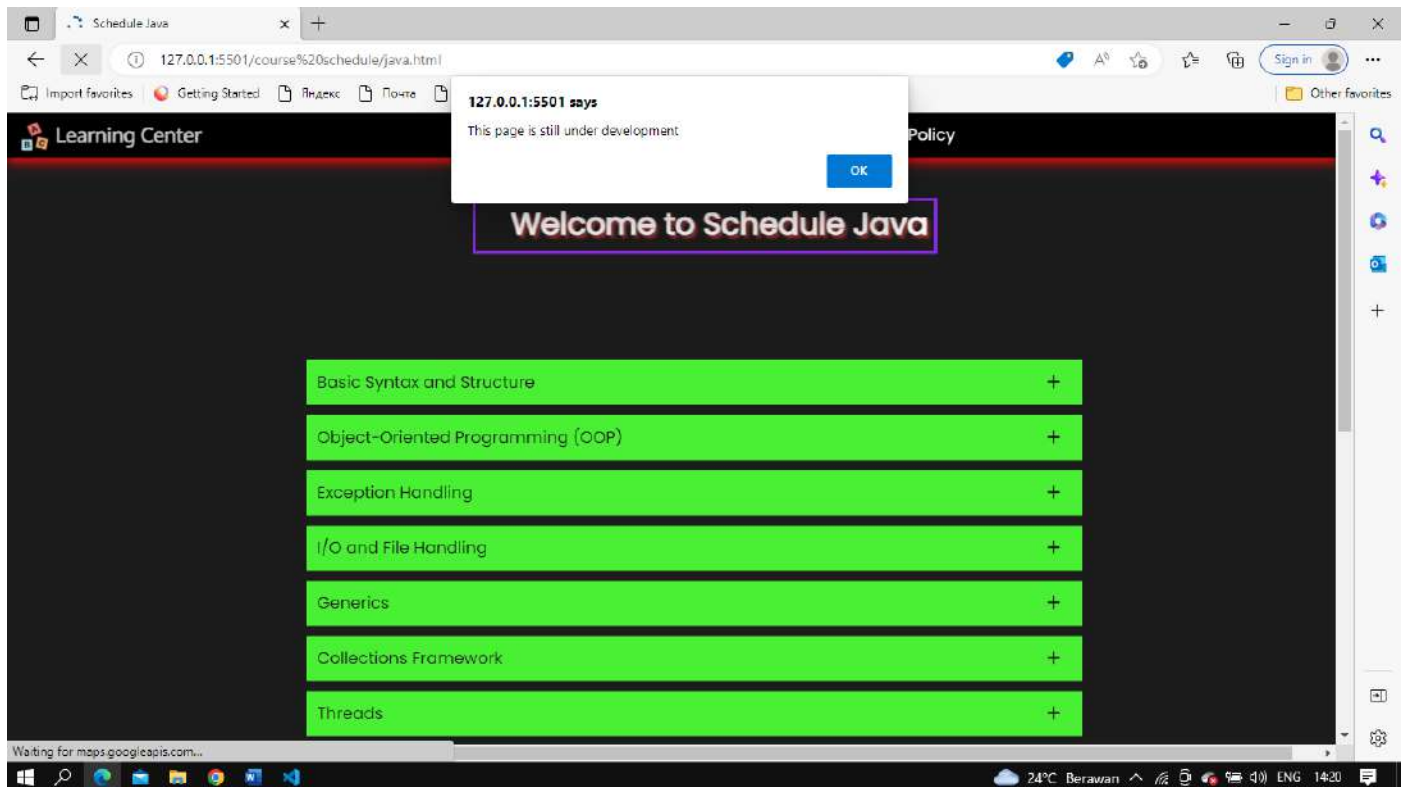 Schedule Java
127.0.0.1:5501/course%20schedule/java.html
Sign in
Import favorites
Getting Started
Яндекс
Почта
Other favorites
127.0.0.1:5501 says
This page is still under development
OK
Learning Center
Policy
Welcome to Schedule Java
Basic Syntax and Structure
Object-Oriented Programming (OOP)
Exception Handling
I/O and File Handling
Generics
Collections Framework
Threads
Waiting for maps.googleapis.com...
24°C Berawan
ENG
14:20